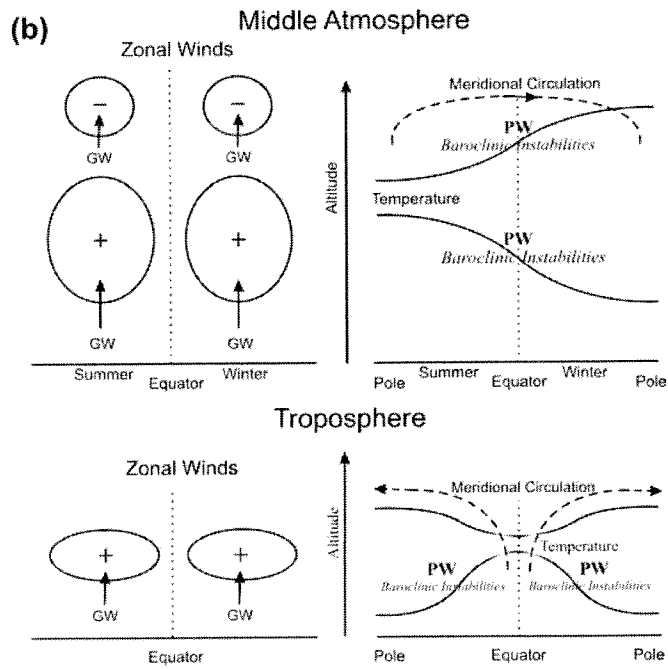 (b)
Middle Atmosphere
Zonal Winds
−
−
GW
GW
+
+
GW
GW
Summer
Equator
Winter
Altitude
Meridional Circulation
PW
Baroclinic Instabilities
Temperature
PW
Baroclinic Instabilities
Pole
Summer
Equator
Winter
Pole
Troposphere
Zonal Winds
+
+
GW
GW
Equator
Altitude
Meridional Circulation
Temperature
PW
PW
Baroclinic Instabilities
Baroclinic Instabilities
Pole
Equator
Pole